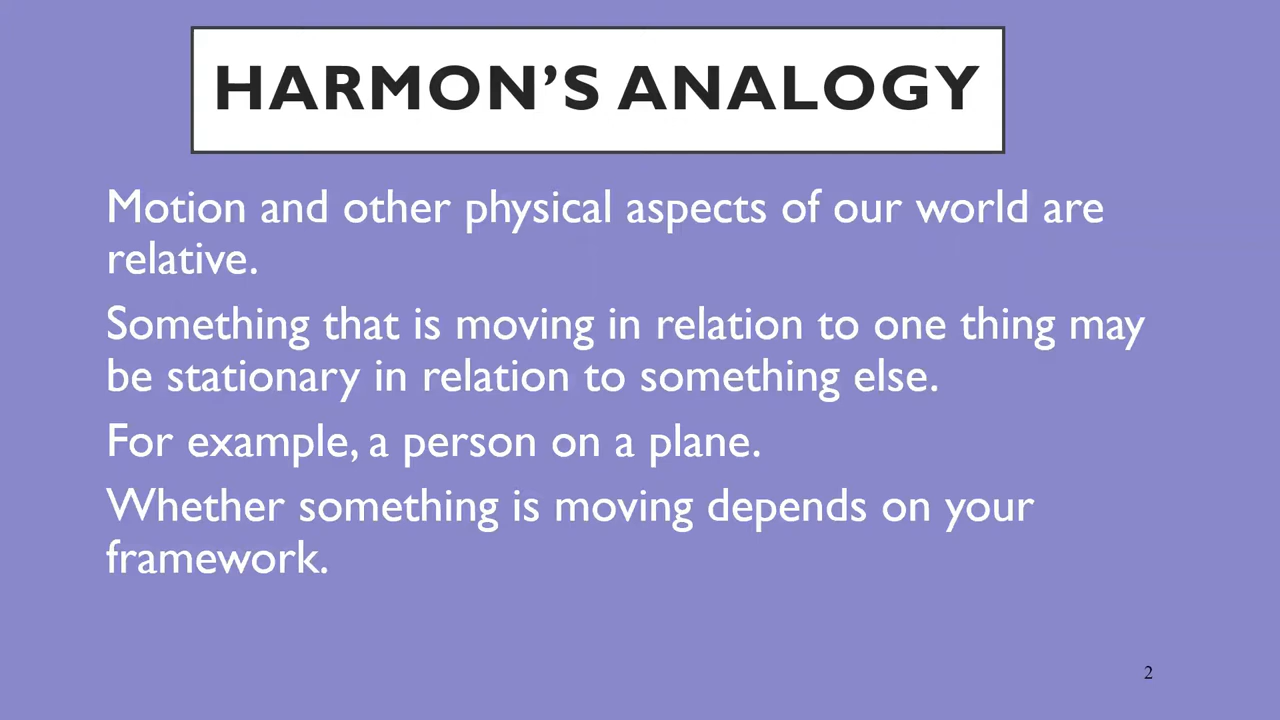 HARMON’S ANALOGY
Motion and other physical aspects of our world are
relative.
Something that is moving in relation to one thing may
be stationary in relation to something else.
For example, a person on a plane.
Whether something is moving depends on your
framework.
2